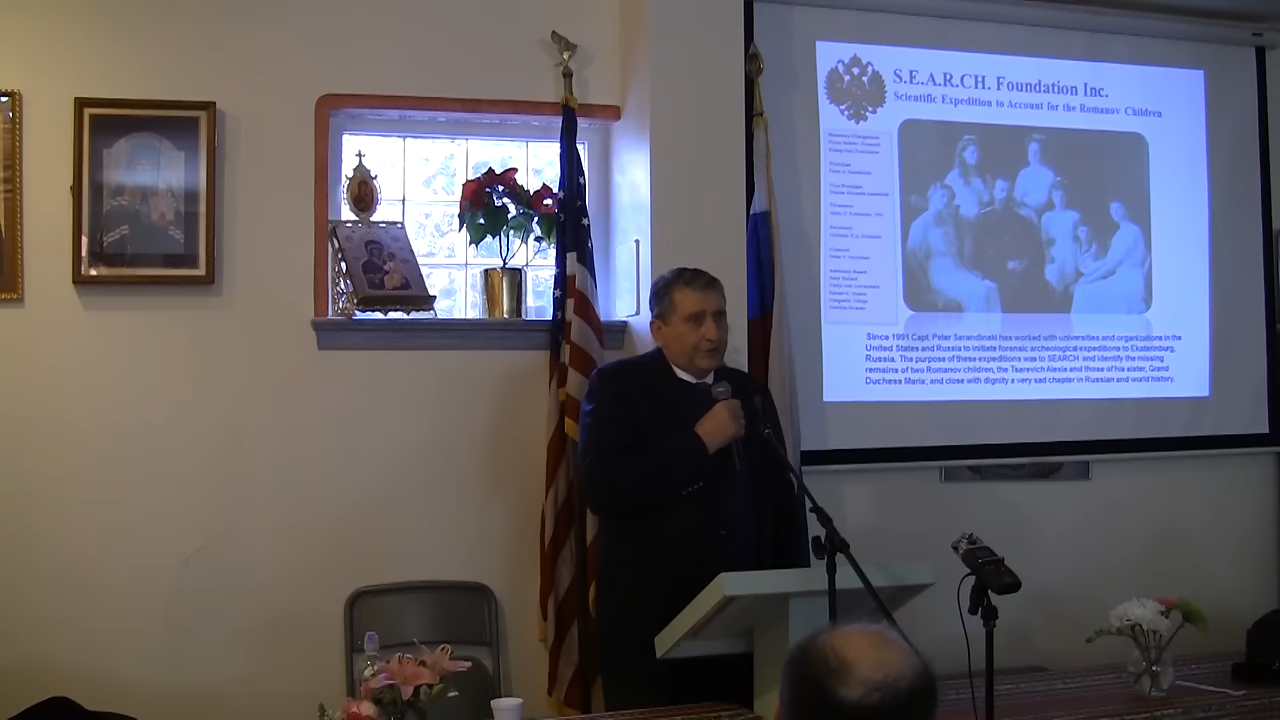 S.E.A.R.CH. Foundation Inc.
Scientific Expedition to Account for the Romanov Children
Since 1991 Capt. Peter Sarandinaki has worked with universities and organizations in the
United States and Russia to initiate forensic archeological expeditions to Ekaterinburg,
Russia. The purpose of these expeditions was to SEARCH and identify the missing
remains of two Romanov children, the Tsarevich Alexis and those of his sister, Grand
Duchess Maria; and close with dignity a very sad chapter in Russian and world history.